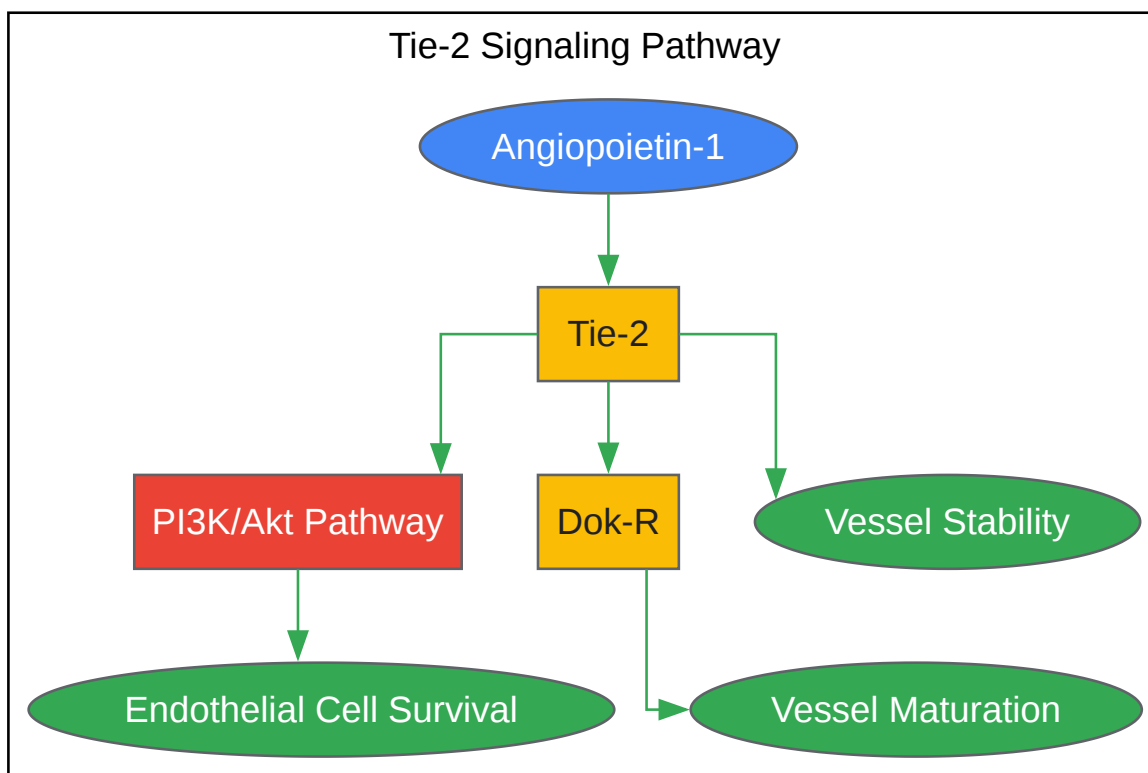 Tie-2 Signaling Pathway
Angiopoietin-1
Tie-2
PI3K/Akt Pathway
Dok-R
Vessel Stability
Endothelial Cell Survival
Vessel Maturation